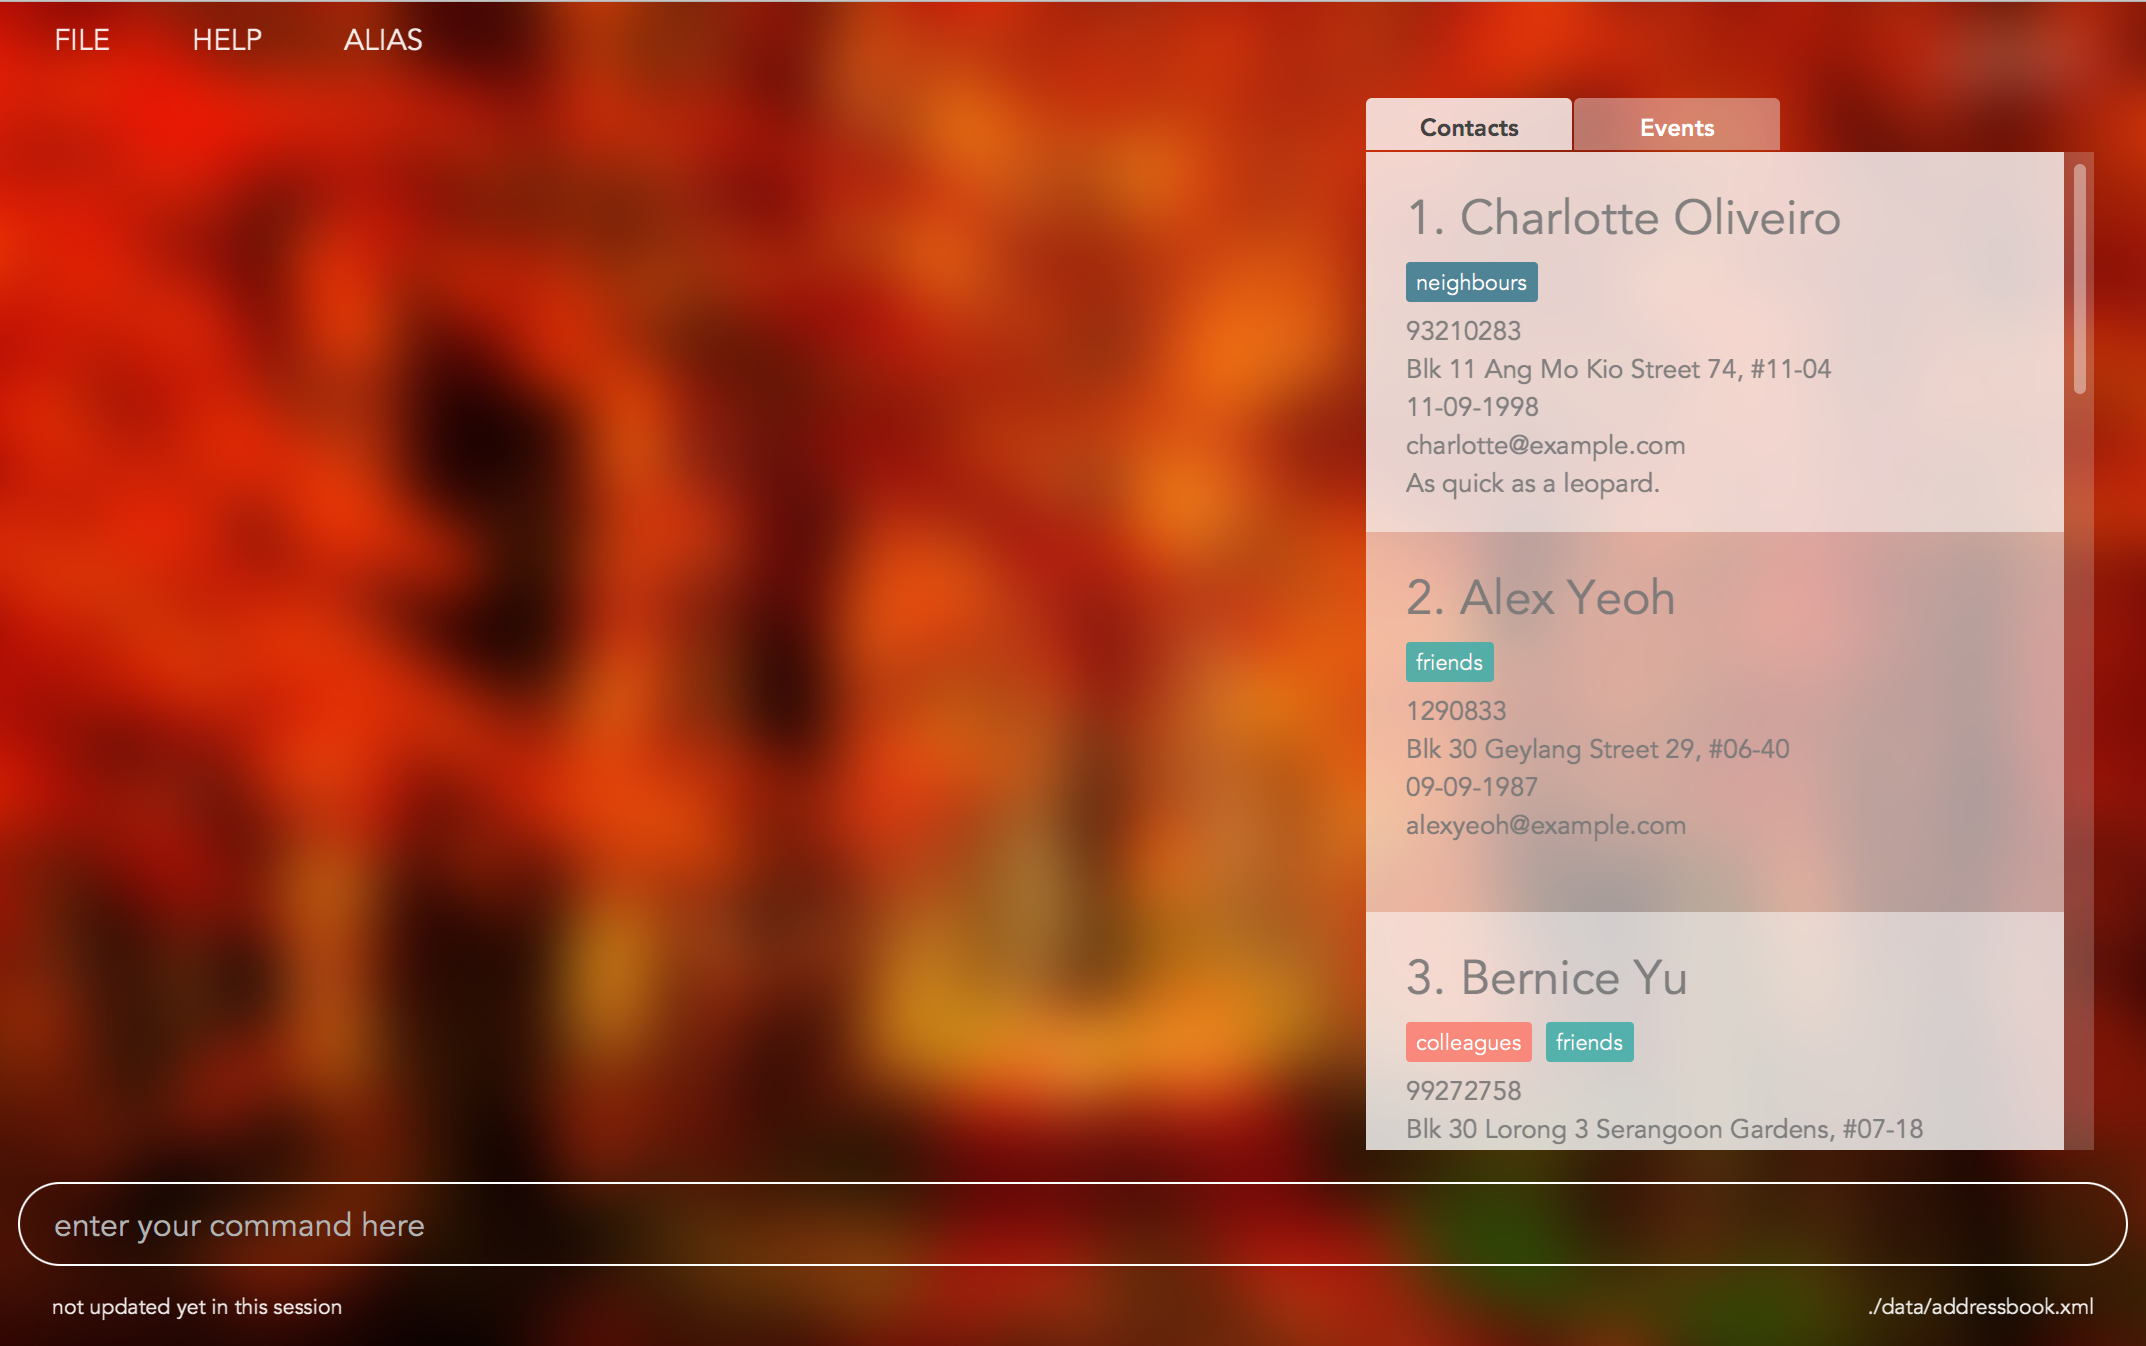 FILE HELP ALIAS
Contacts Events
1. Charlotte Oliveiro
neighbours
93210283
Blk 11 Ang Mo Kio Street 74, #11-04
11-09-1998
charlotte@example.com
As quick as a leopard.
2. Alex Yeoh
friends
1290833
Blk 30 Geylang Street 29, #06-40
09-09-1987
alexyeoh@example.com
3. Bernice Yu
colleagues friends
99272758
Blk 30 Lorong 3 Serangoon Gardens, #07-18
enter your command here
not updated yet in this session
./data/addressbook.xml